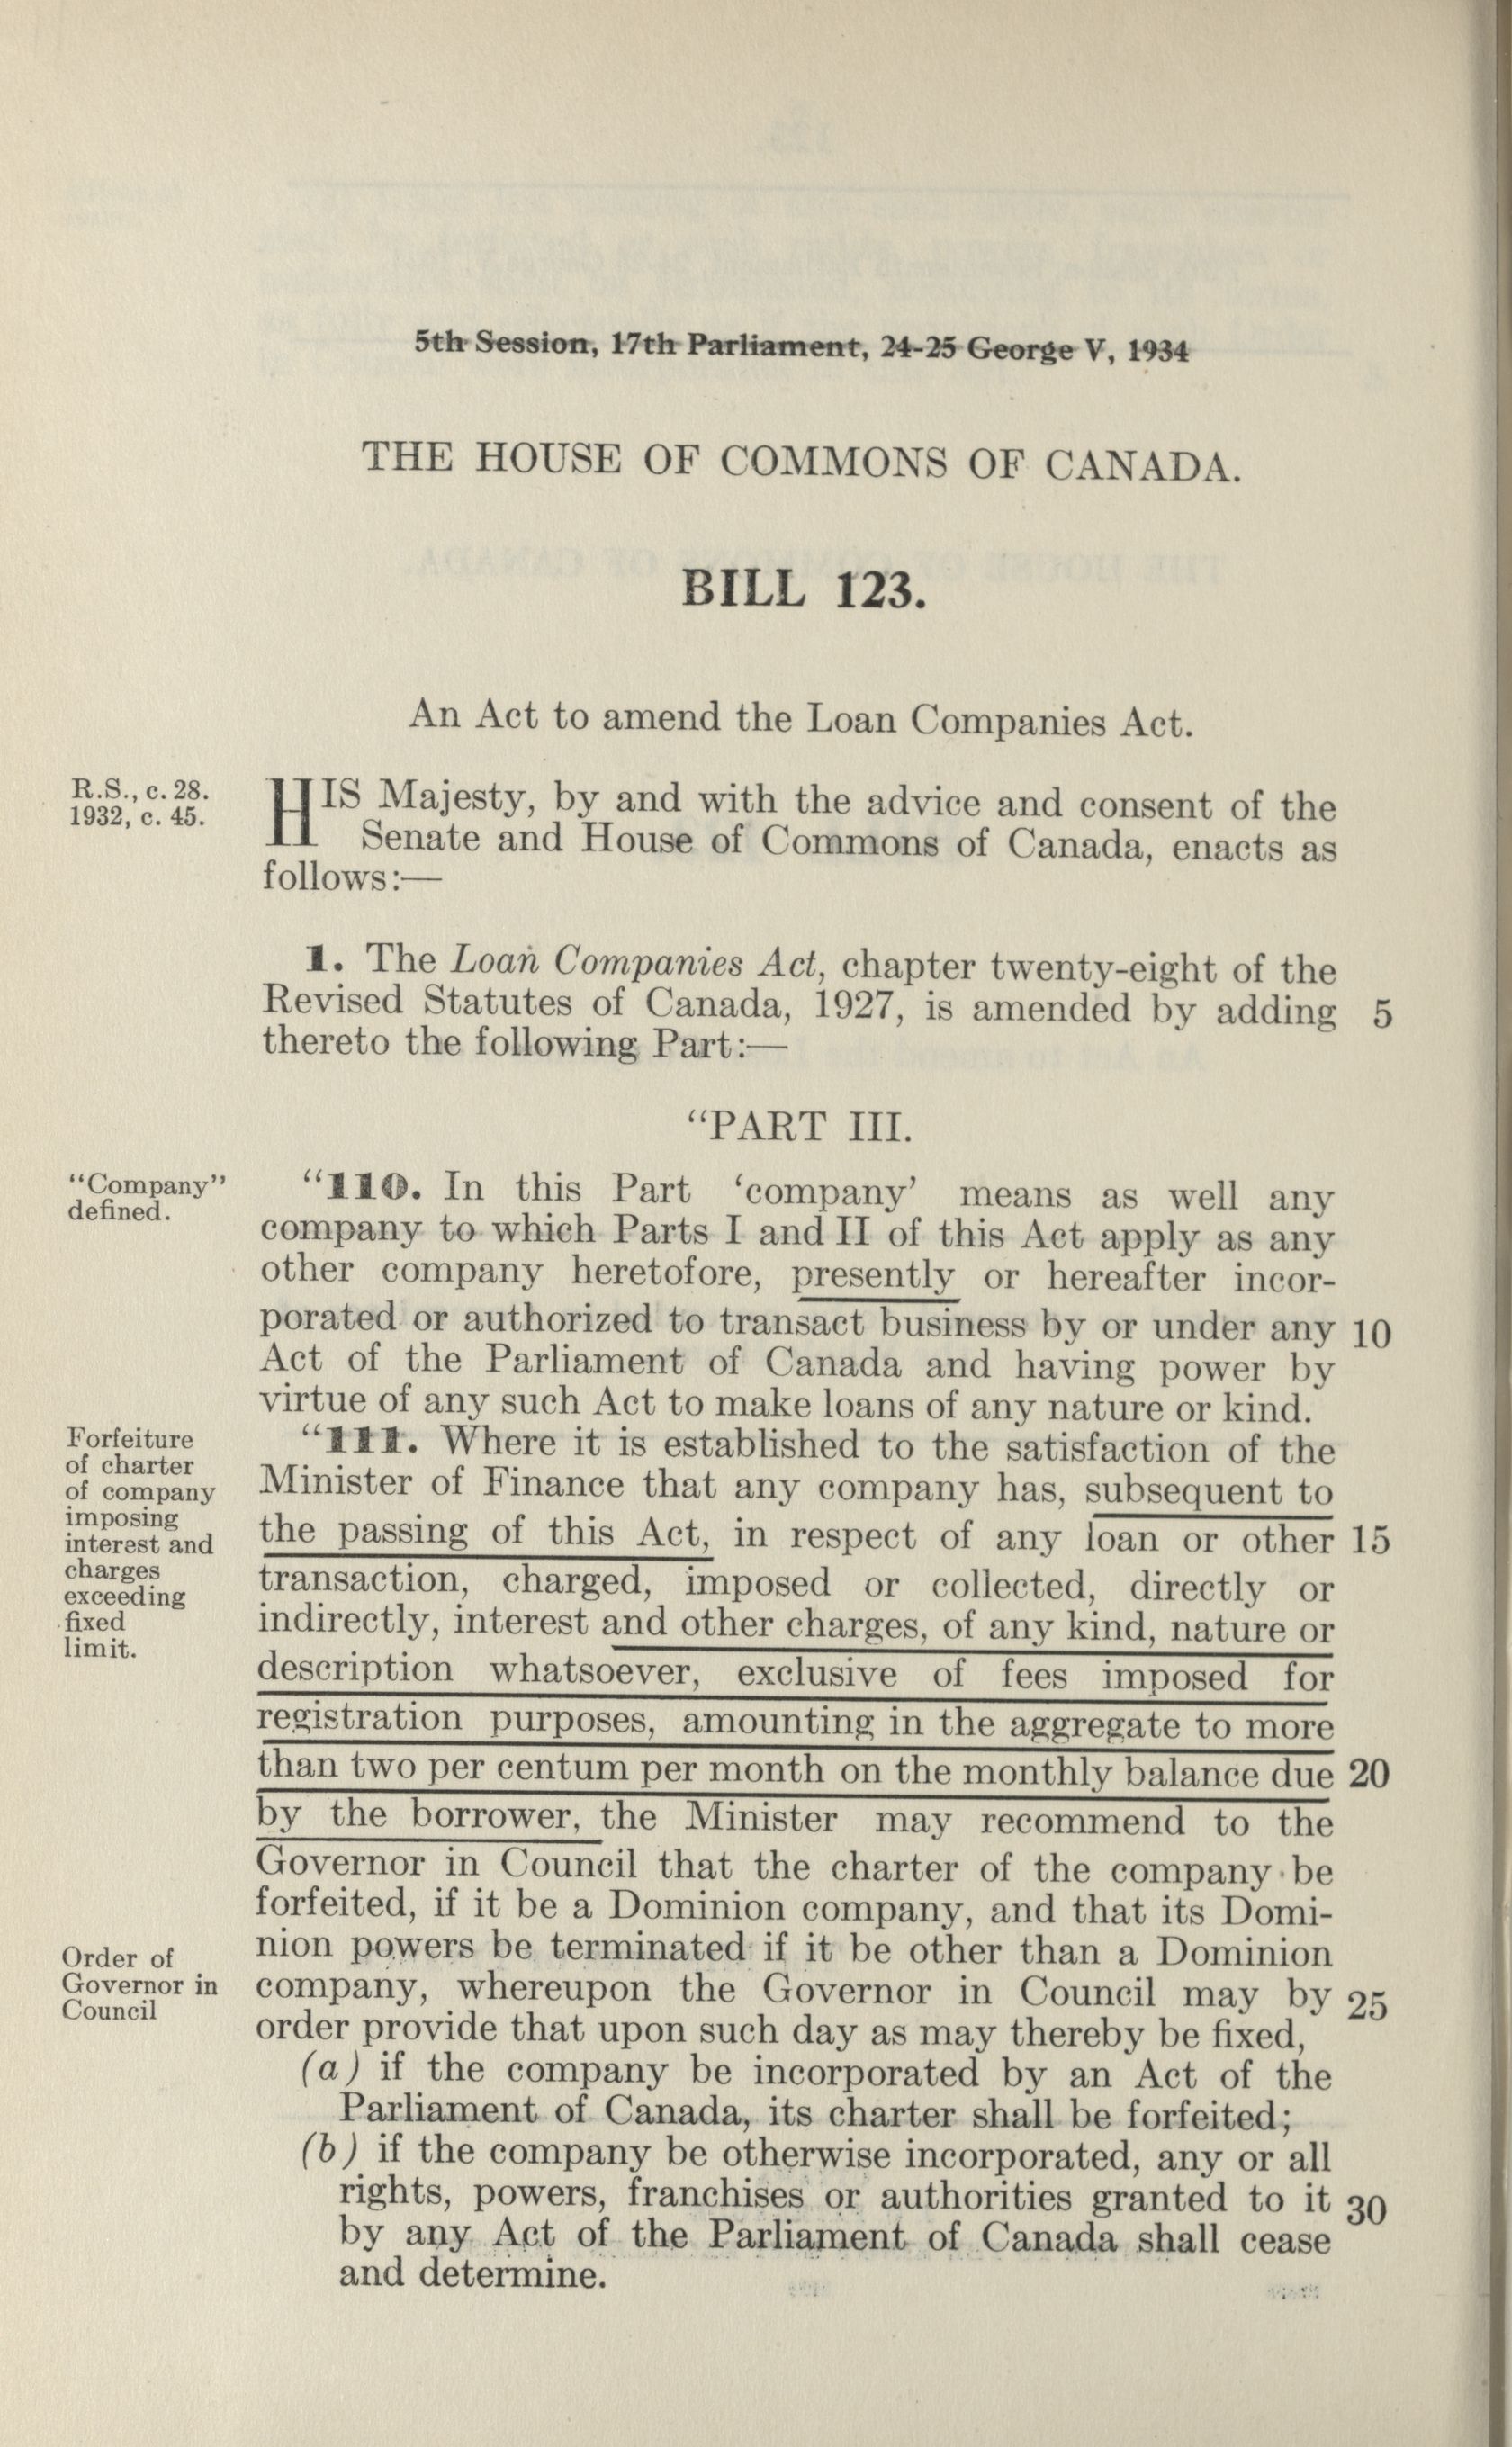 5th Session, 17th Parliament, 24-25 George V, 1934
THE HOUSE OF COMMONS OF CANADA.
BILL 123.
An Act to amend the Loan Companies Act.
R.S., c. 28.
1932, c. 45.
HIS Majesty, by and with the advice and consent of the
Senate and House of Commons of Canada, enacts as
follows:—
1. The Loan Companies Act, chapter twenty-eight of the
Revised Statutes of Canada, 1927, is amended by adding 5
thereto the following Part:—
“PART III.
“Company”
defined.
“110. In this Part ‘company’ means as well any
company to which Parts I and II of this Act apply as any
other company heretofore, presently or hereafter incor-
porated or authorized to transact business by or under any 10
Act of the Parliament of Canada and having power by
virtue of any such Act to make loans of any nature or kind.
Forfeiture
of charter
of company
imposing
interest and
charges
exceeding
fixed
limit.
“111. Where it is established to the satisfaction of the
Minister of Finance that any company has, subsequent to
the passing of this Act, in respect of any loan or other 15
transaction, charged, imposed or collected, directly or
indirectly, interest and other charges, of any kind, nature or
description whatsoever, exclusive of fees imposed for
registration purposes, amounting in the aggregate to more
than two per centum per month on the monthly balance due 20
by the borrower, the Minister may recommend to the
Governor in Council that the charter of the company be
forfeited, if it be a Dominion company, and that its Domi-
nion powers be terminated if it be other than a Dominion
Order of
Governor in
Council
company, whereupon the Governor in Council may by 25
order provide that upon such day as may thereby be fixed,
(a) if the company be incorporated by an Act of the
Parliament of Canada, its charter shall be forfeited;
(b) if the company be otherwise incorporated, any or all
rights, powers, franchises or authorities granted to it 30
by any Act of the Parliament of Canada shall cease
and determine.